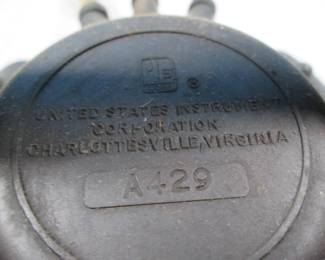 ®
UNITED STATES INSTRUMENT
CORPORATION
CHARLOTTESVILLE, VIRGINIA
A429